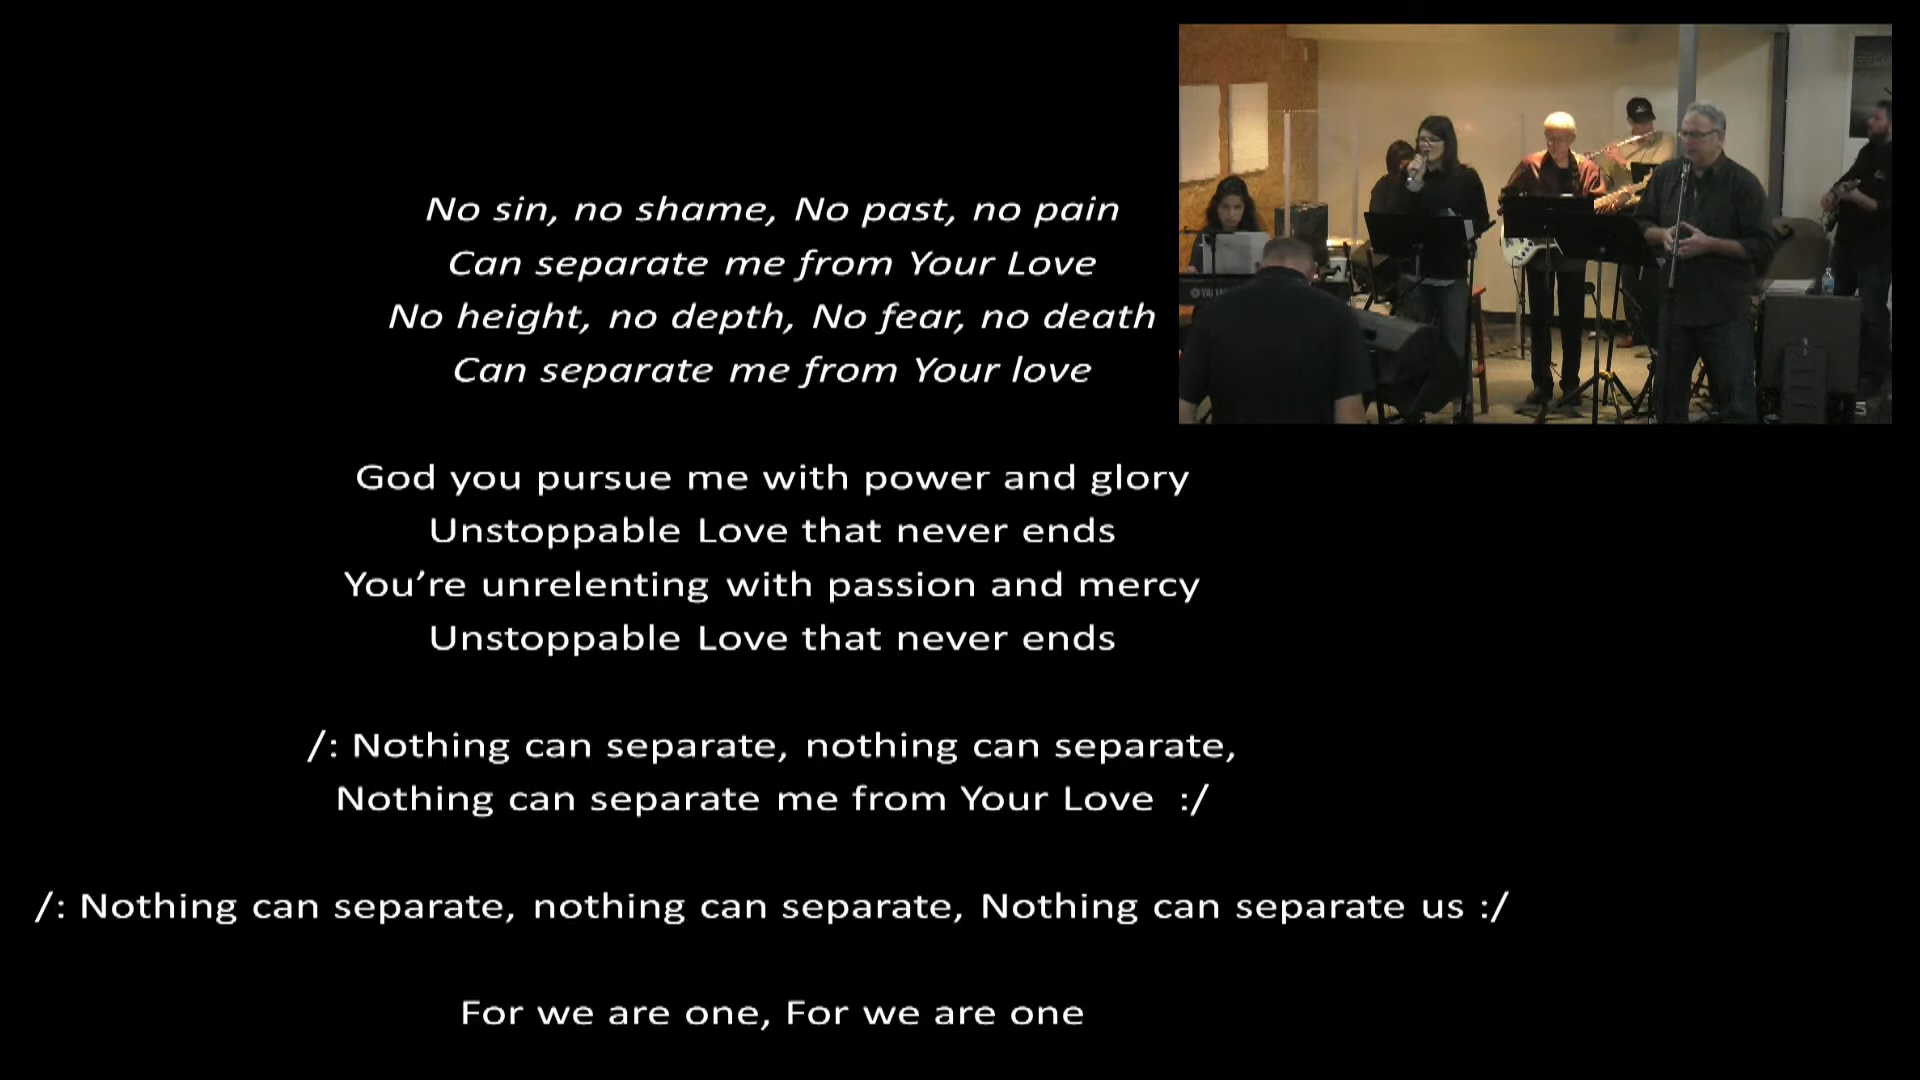 No sin, no shame, No past, no pain
Can separate me from Your Love
No height, no depth, No fear, no death
Can separate me from Your love
God you pursue me with power and glory
Unstoppable Love that never ends
You’re unrelenting with passion and mercy
Unstoppable Love that never ends
/: Nothing can separate, nothing can separate,
Nothing can separate me from Your Love :/
/: Nothing can separate, nothing can separate, Nothing can separate us :/
For we are one, For we are one